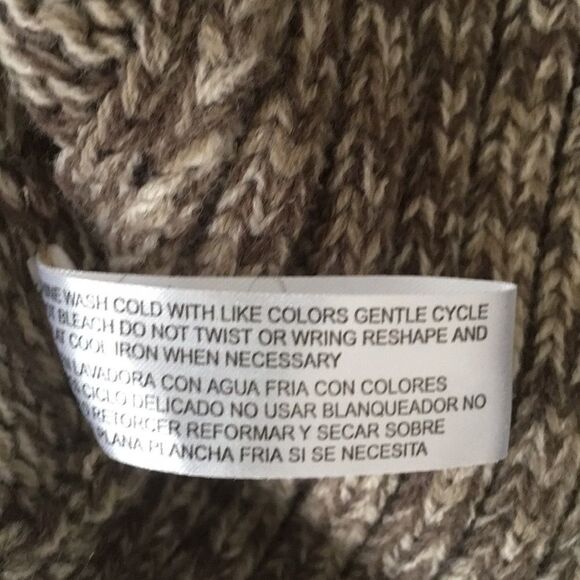 WASH COLD WITH LIKE COLORS GENTLE CYCLE
BLEACH DO NOT TWIST OR WRING RESHAPE AND
COOL IRON WHEN NECESSARY
LAVADORA CON AGUA FRIA CON COLORES
CICLO DELICADO NO USAR BLANQUEADOR NO
RETORCER REFORMAR Y SECAR SOBRE
PLANA PLANCHA FRIA SI SE NECESITA